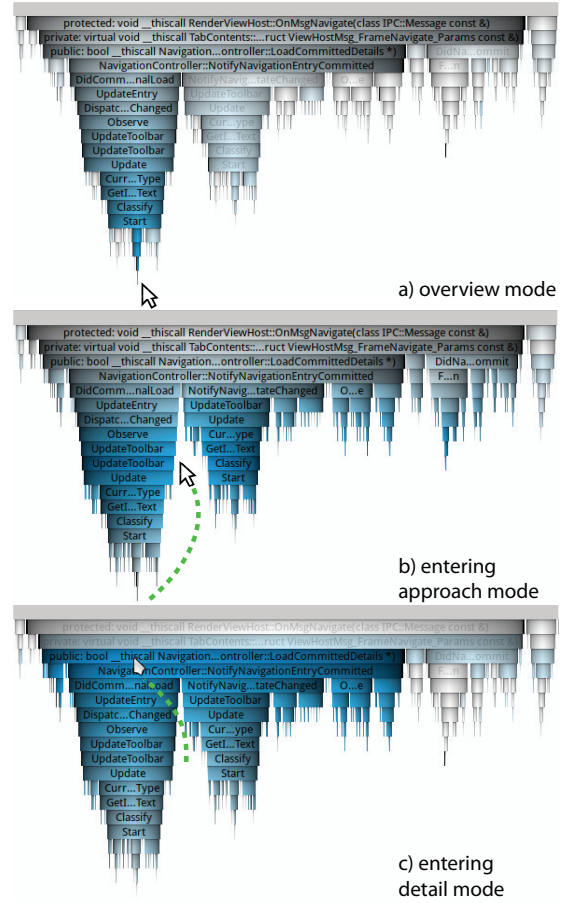 protected: void __thiscall RenderViewHost::OnMsgNavigate(class IPC::Message const &)
private: virtual void __thiscall TabContents::...ruct ViewHostMsg_FrameNavigate_Params const &)
public: bool __thiscall Navigation...ontroller::LoadCommittedDetails *) DidNa...ommit
NavigationController::NotifyNavigationEntryCommitted F...n
DidComm...nalLoad NotifyNavig...tateChanged O...e
UpdateEntry UpdateToolbar
Dispatc...Changed Update
Observe Cur...ype
UpdateToolbar GetI...Text
UpdateToolbar Classify
Update Start
Curr...Type
GetI...Text
Classify
Start
a) overview mode
protected: void __thiscall RenderViewHost::OnMsgNavigate(class IPC::Message const &)
private: virtual void __thiscall TabContents::...ruct ViewHostMsg_FrameNavigate_Params const &)
public: bool __thiscall Navigation...ontroller::LoadCommittedDetails *) DidNa...ommit
NavigationController::NotifyNavigationEntryCommitted F...n
DidComm...nalLoad NotifyNavig...tateChanged O...e
UpdateEntry UpdateToolbar
Dispatc...Changed Update
Observe Cur...ype
UpdateToolbar GetI...Text
UpdateToolbar Classify
Update Start
Curr...Type
GetI...Text
Classify
Start
b) entering
approach mode
protected: void __thiscall RenderViewHost::OnMsgNavigate(class IPC::Message const &)
private: virtual void __thiscall TabContents::...ruct ViewHostMsg_FrameNavigate_Params const &)
public: bool __thiscall Navigation...ontroller::LoadCommittedDetails *) DidNa...ommit
NavigationController::NotifyNavigationEntryCommitted F...n
DidComm...nalLoad NotifyNavig...tateChanged O...e
UpdateEntry UpdateToolbar
Dispatc...Changed Update
Observe Cur...ype
UpdateToolbar GetI...Text
UpdateToolbar Classify
Update Start
Curr...Type
GetI...Text
Classify
Start
c) entering
detail mode